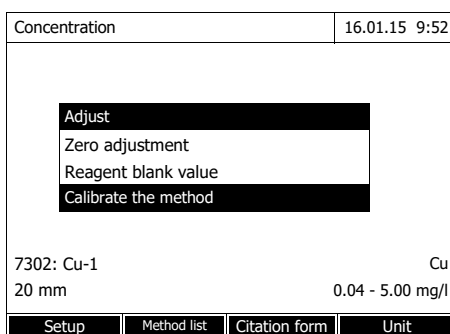 Concentration 16.01.15 9:52
Adjust
Zero adjustment
Reagent blank value
Calibrate the method
7302: Cu-1 Cu
20 mm 0.04 - 5.00 mg/l
Setup Method list Citation form Unit